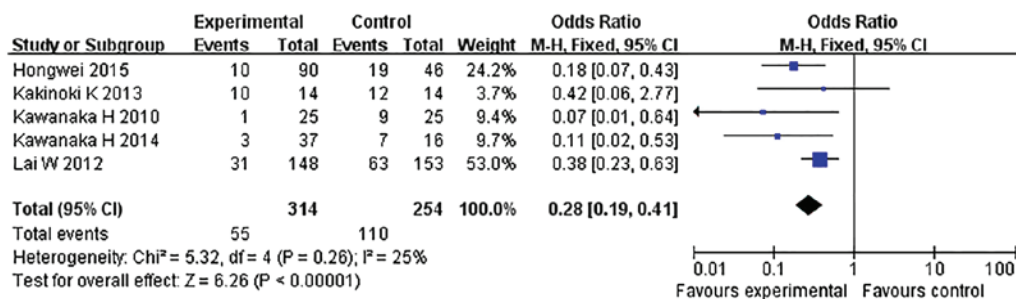 Experimental Control Odds Ratio Odds Ratio
Study or Subgroup Events Total Events Total Weight M-H, Fixed, 95% CI M-H, Fixed, 95% CI
Hongwei 2015 10 90 19 46 24.2% 0.18 [0.07, 0.43]
Kakinoki K 2013 10 14 12 14 3.7% 0.42 [0.06, 2.77]
Kawanaka H 2010 1 25 9 25 9.4% 0.07 [0.01, 0.64]
Kawanaka H 2014 3 37 7 16 9.7% 0.11 [0.02, 0.53]
Lai W 2012 31 148 63 153 53.0% 0.38 [0.23, 0.63]
Total (95% CI) 314 254 100.0% 0.28 [0.19, 0.41]
Total events 55 110
Heterogeneity: Chi² = 5.32, df = 4 (P = 0.26); I² = 25%
Test for overall effect: Z = 6.26 (P < 0.00001)
0.01 0.1 1 10 100
Favours experimental Favours control